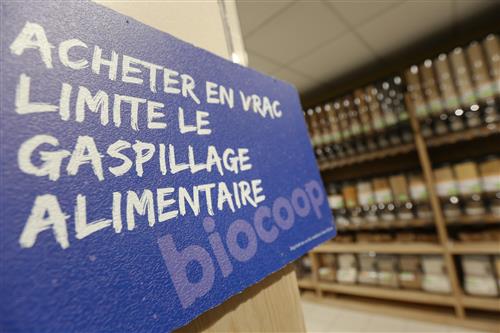 ACHETER EN VRAC
LIMITE LE
GASPILLAGE
ALIMENTAIRE
biocoop